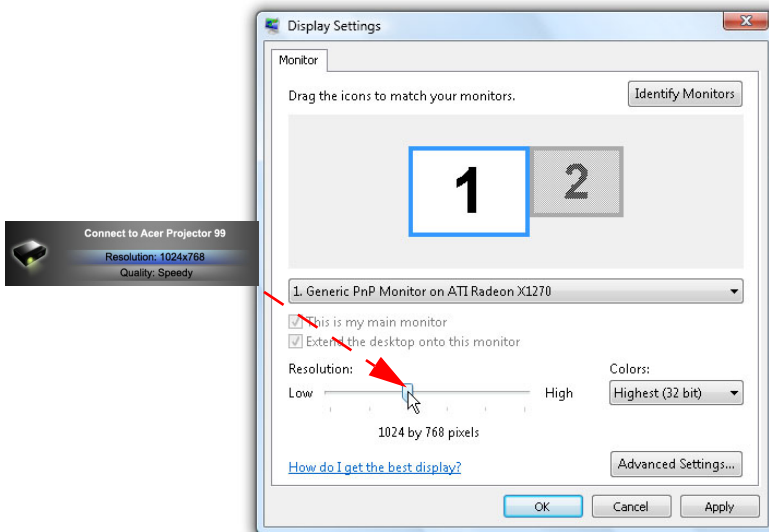 Display Settings
X
Monitor
Drag the icons to match your monitors.
Identify Monitors
1
2
Connect to Acer Projector 99
Resolution: 1024x768
Quality: Speedy
1. Generic PnP Monitor on ATI Radeon X1270
This is my main monitor
Extend the desktop onto this monitor
Resolution:
Colors:
Low
High
Highest (32 bit)
1024 by 768 pixels
How do I get the best display?
Advanced Settings...
OK
Cancel
Apply